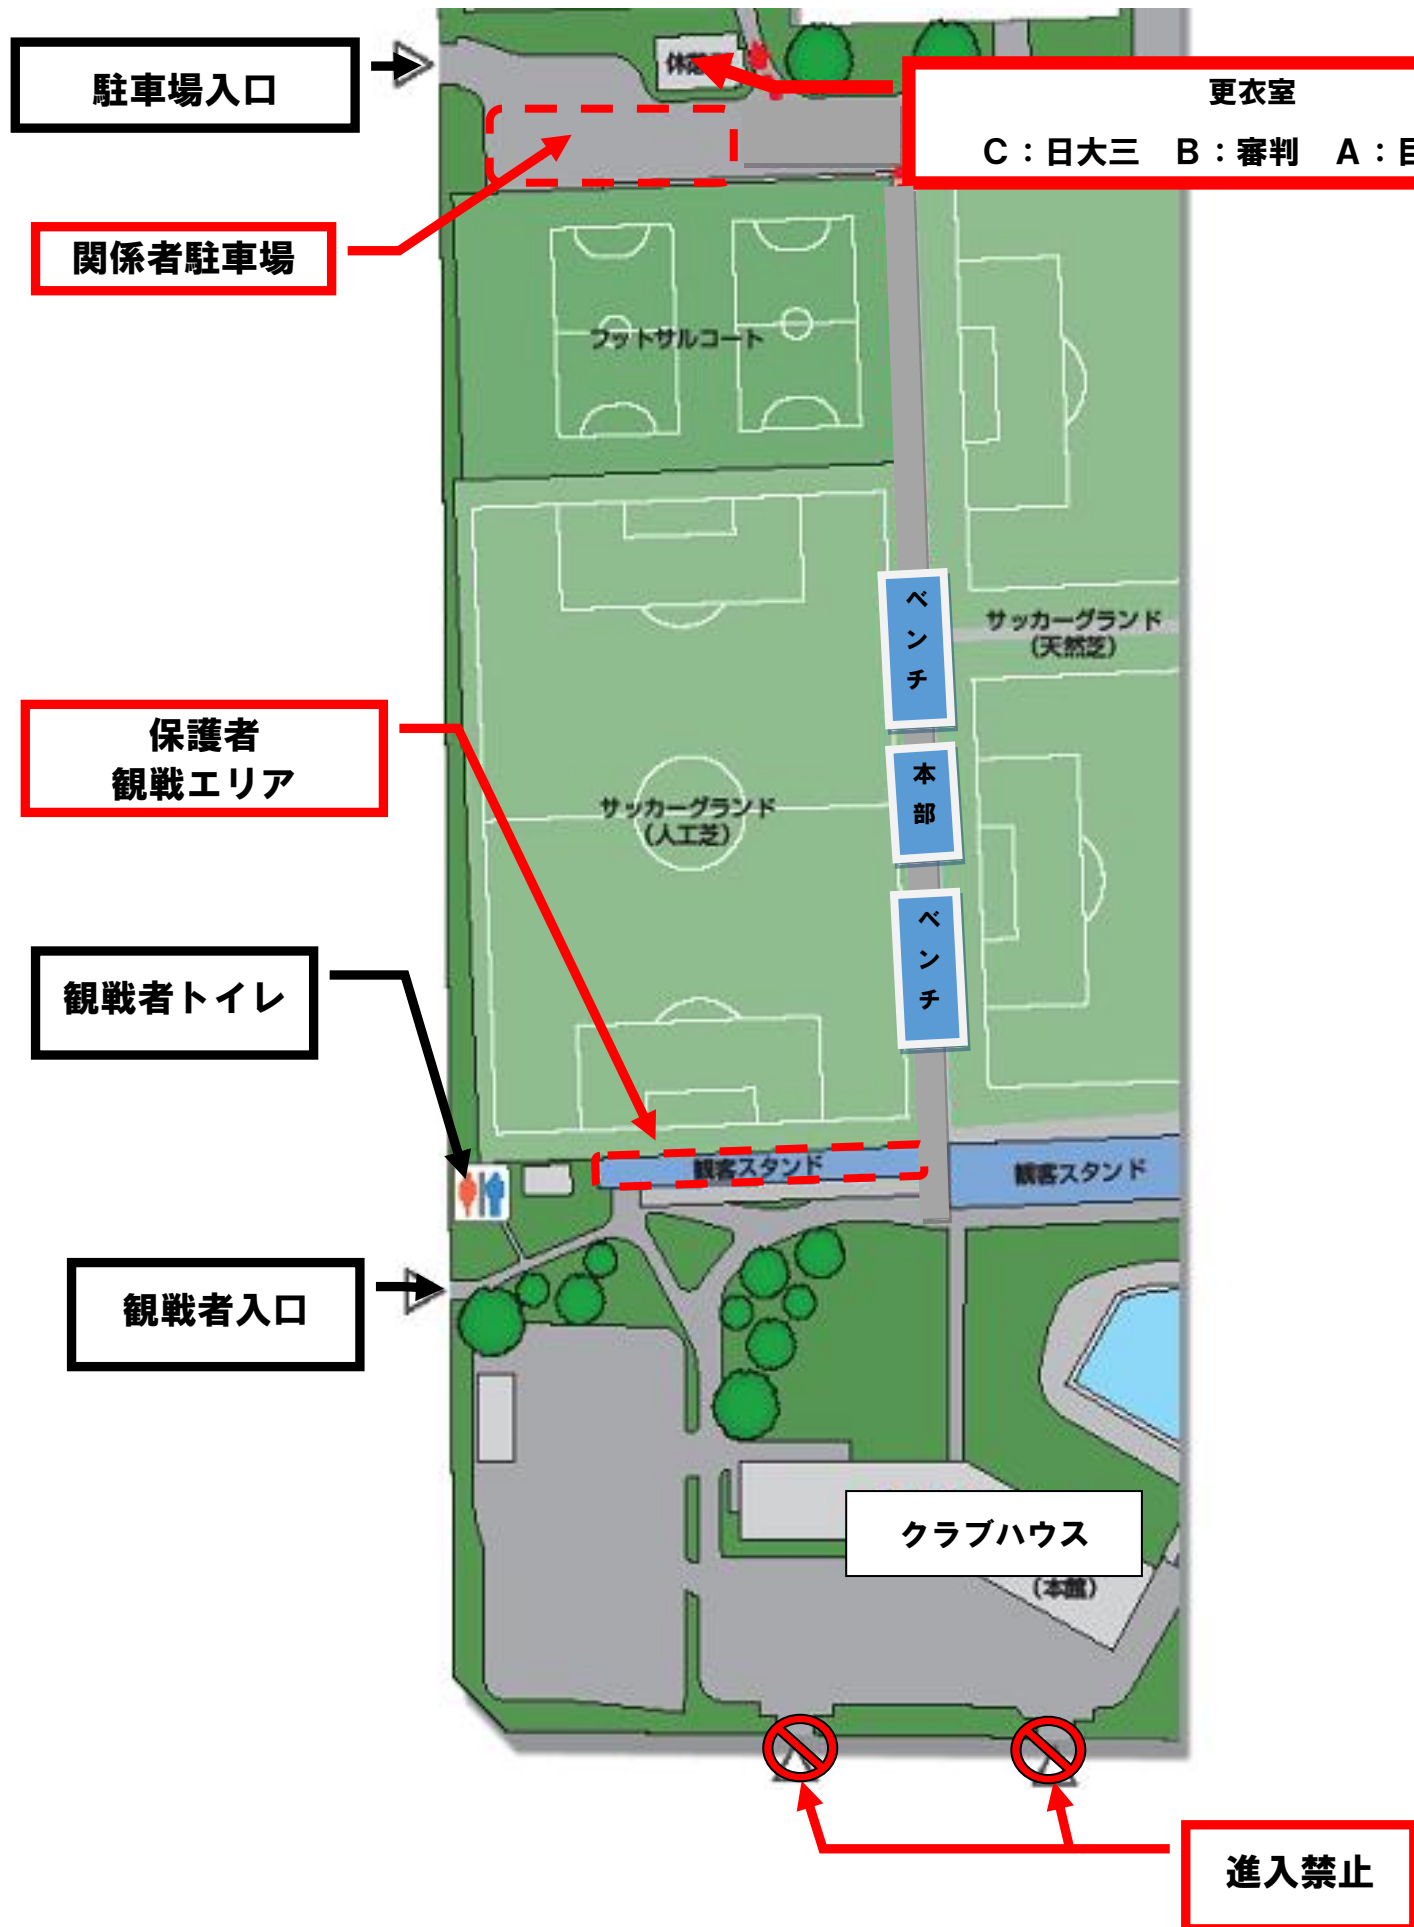 駐車場入口
休憩
更衣室
C：日大三　B：審判　A：
関係者駐車場
フットサルコート
ベンチ
サッカーグランド
（天然芝）
保護者
観戦エリア
本部
サッカーグランド
（人工芝）
ベンチ
観戦者トイレ
観客スタンド
観客スタンド
観戦者入口
クラブハウス
（本館）
進入禁止